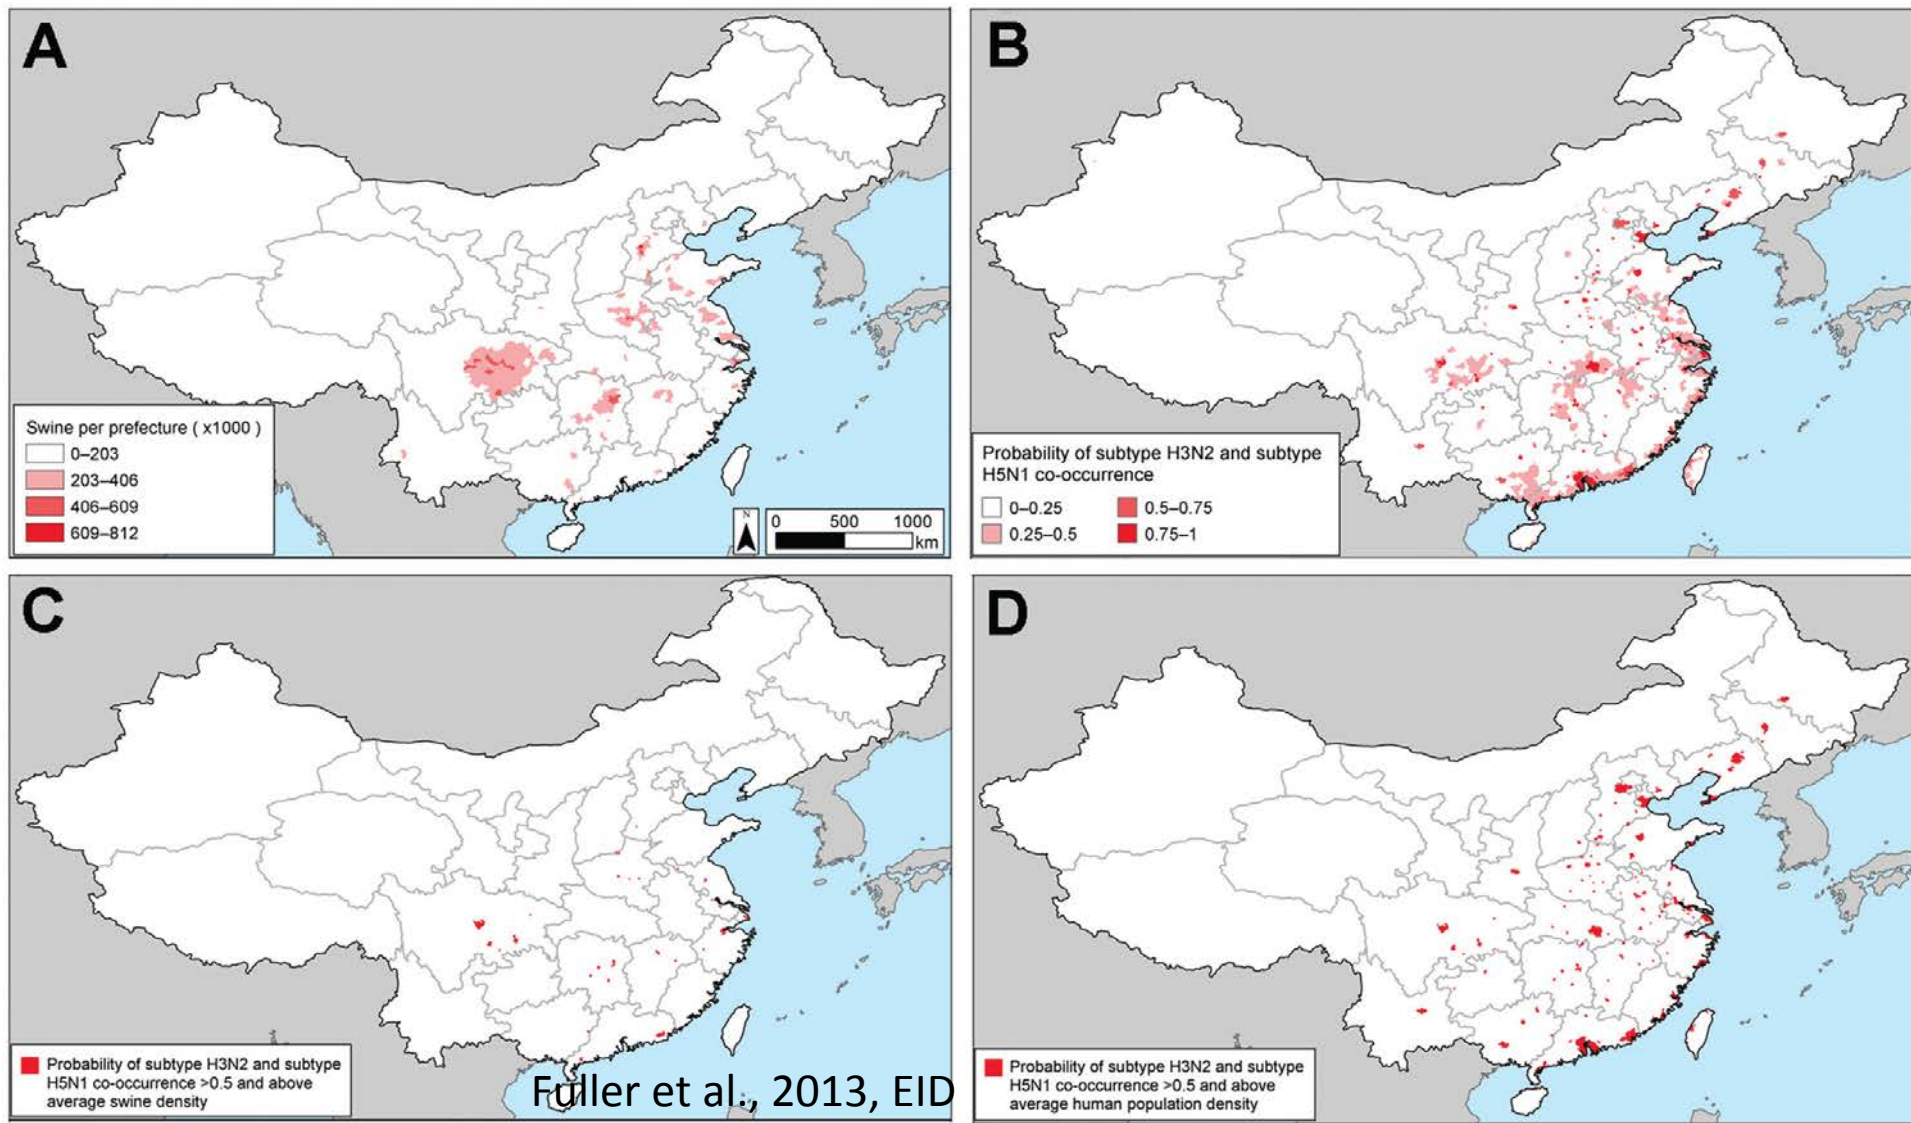 A
Swine per prefecture ( x1000 )
0–203
203–406
406–609
609–812
N
0 500 1000
km
B
Probability of subtype H3N2 and subtype
H5N1 co-occurrence
0–0.25
0.25–0.5
0.5–0.75
0.75–1
C
Probability of subtype H3N2 and subtype
H5N1 co-occurrence >0.5 and above
average swine density
Fuller et al., 2013, EID
D
Probability of subtype H3N2 and subtype
H5N1 co-occurrence >0.5 and above
average human population density